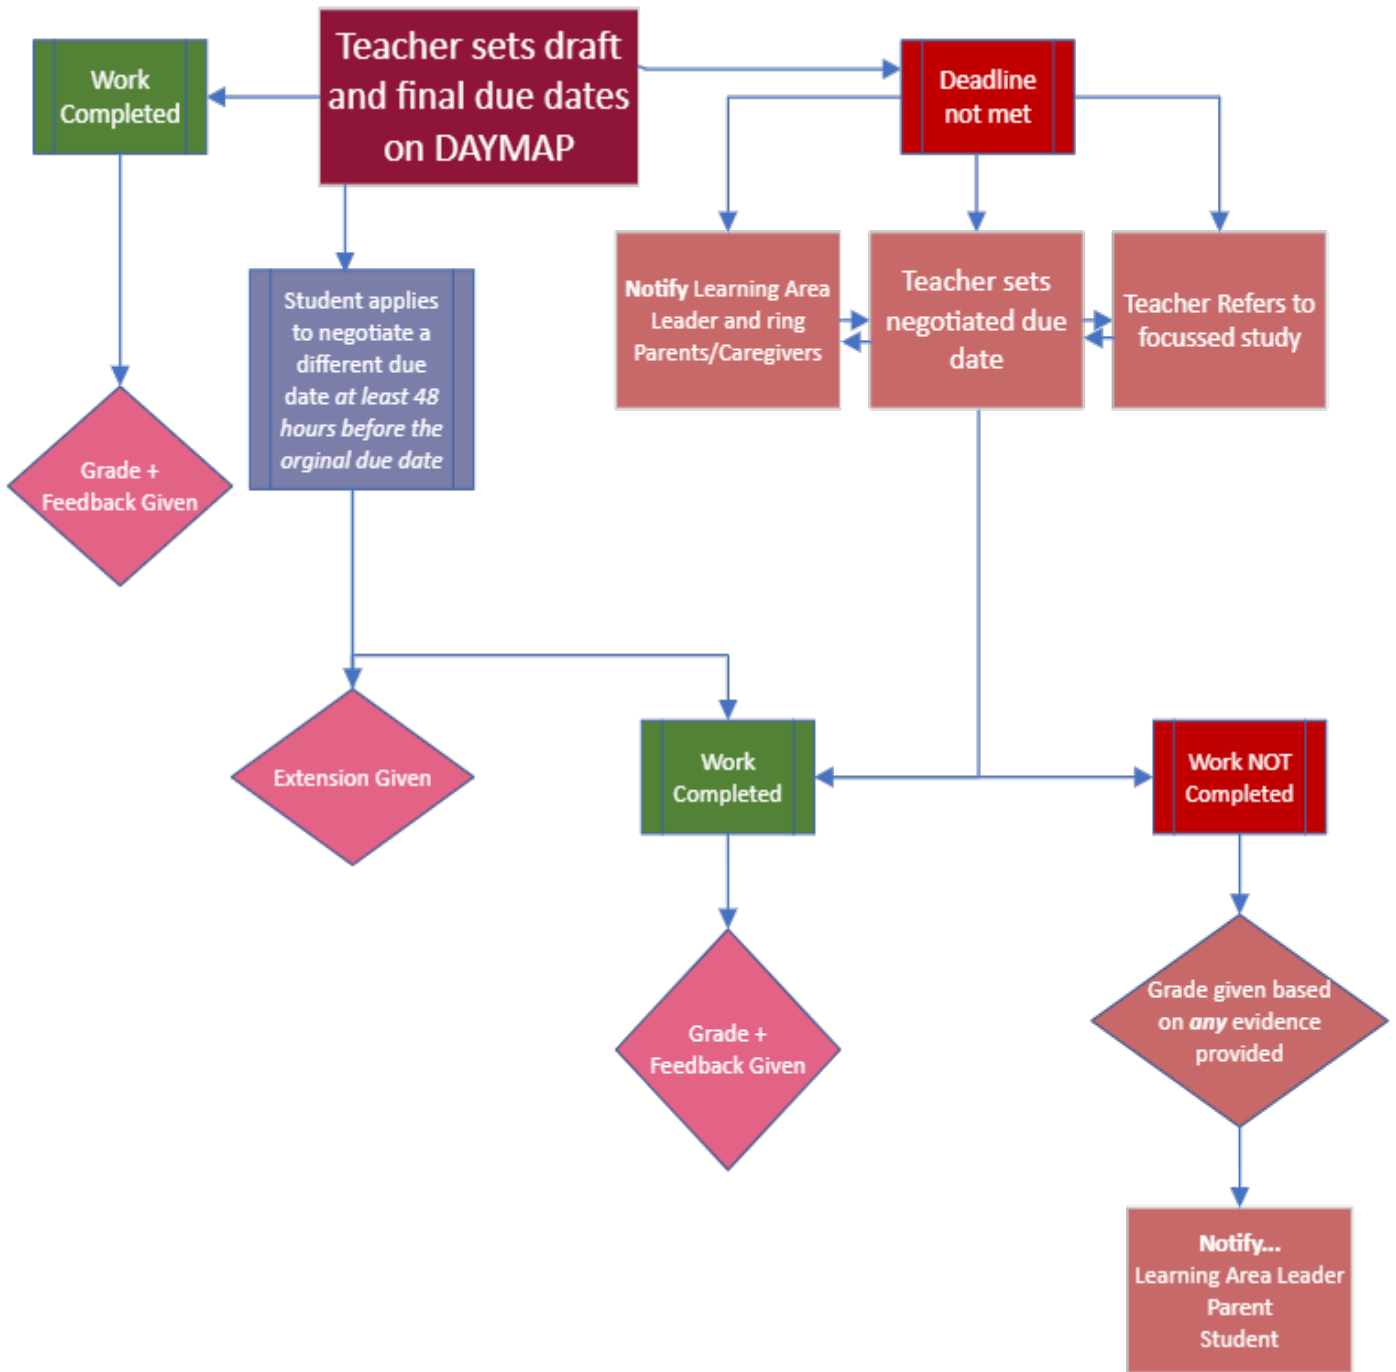 Teacher sets draft
and final due dates
on DAYMAP
Work
Completed
Deadline
not met
Student applies
to negotiate a
different due
date at least 48
hours before the
orginal due date
Notify Learning Area
Leader and ring
Parents/Caregivers
Teacher sets
negotiated due
date
Teacher Refers to
focussed study
Grade +
Feedback Given
Extension Given
Work
Completed
Work NOT
Completed
Grade +
Feedback Given
Grade given based
on any evidence
provided
Notify...
Learning Area Leader
Parent
Student